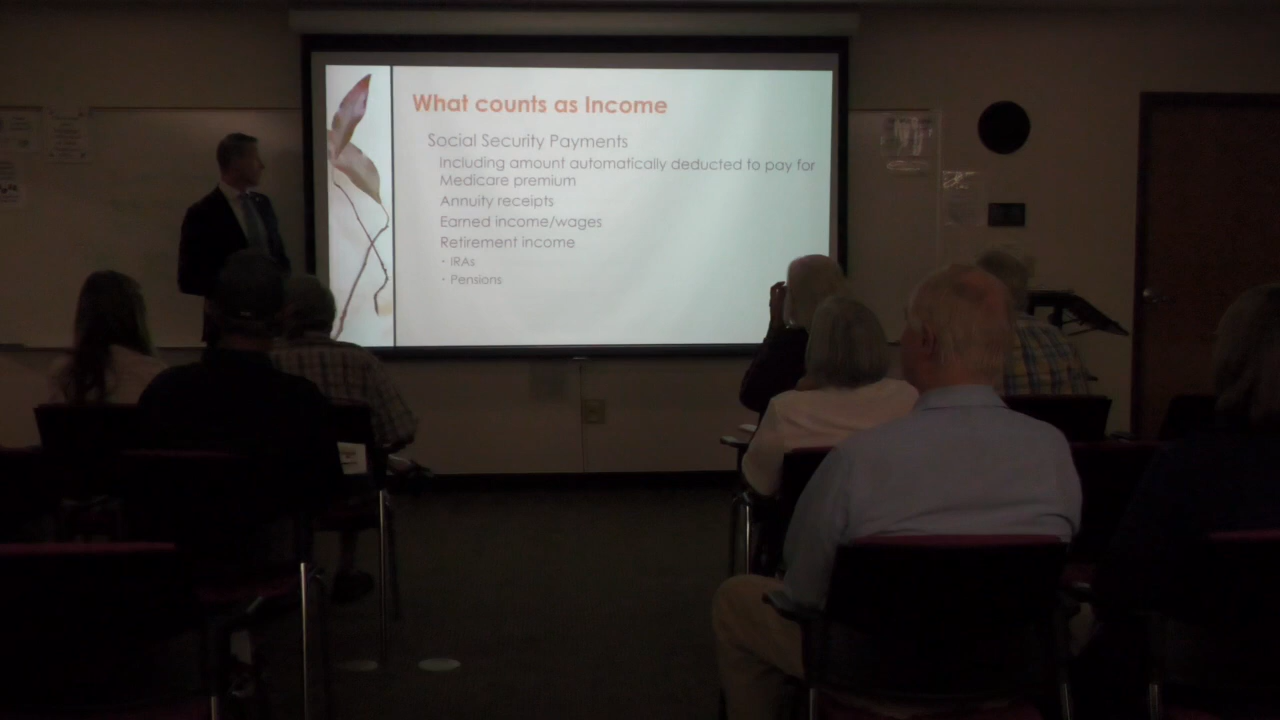 What counts as Income
Social Security Payments
Including amount automatically deducted to pay for
Medicare premium
Annuity receipts
Earned income/wages
Retirement income
· IRAs
· Pensions